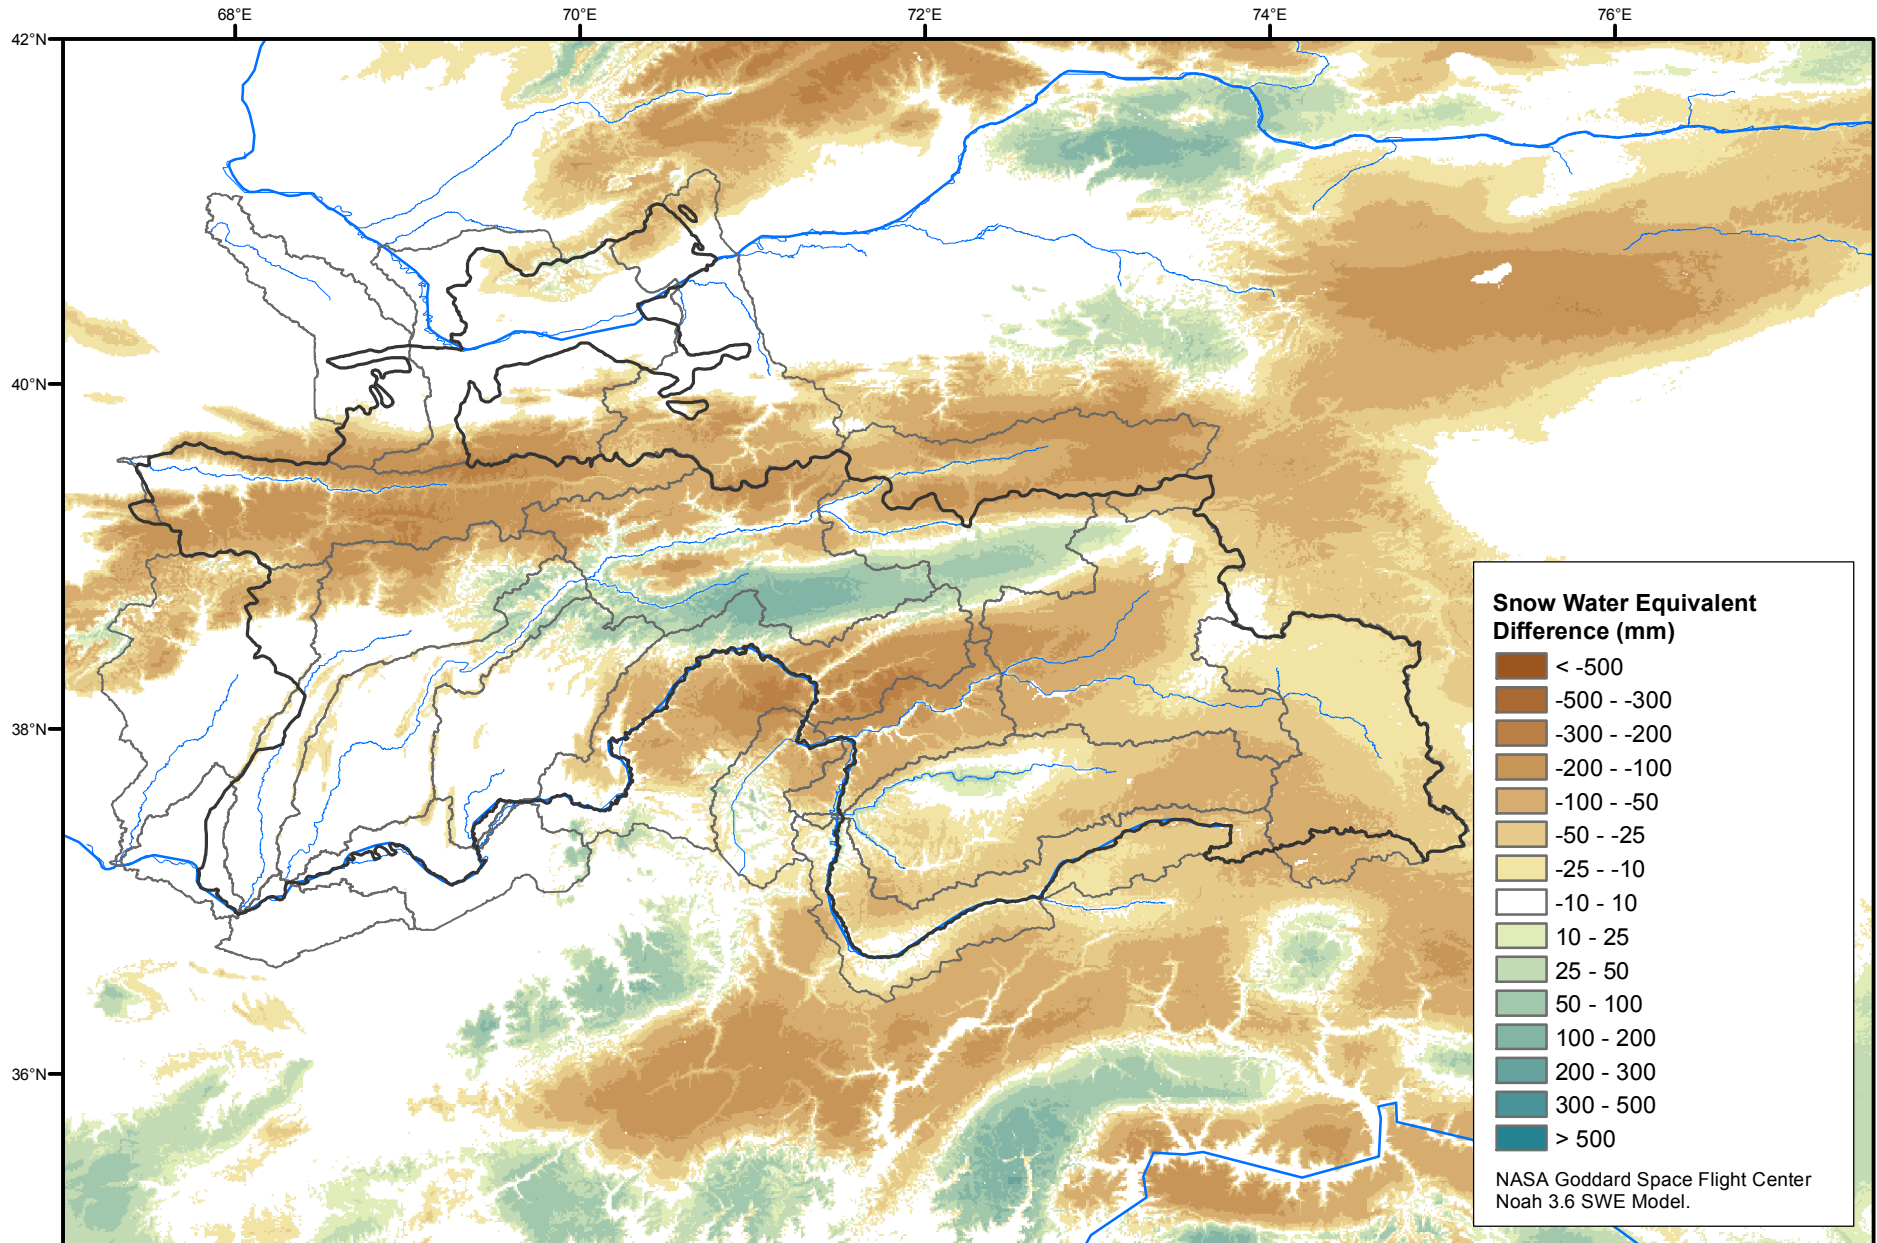 68°E
70°E
72°E
74°E
76°E
42°N
40°N
38°N
36°N
Snow Water Equivalent
Difference (mm)
< -500
-500 - -300
-300 - -200
-200 - -100
-100 - -50
-50 - -25
-25 - -10
-10 - 10
10 - 25
25 - 50
50 - 100
100 - 200
200 - 300
300 - 500
> 500
NASA Goddard Space Flight Center
Noah 3.6 SWE Model.